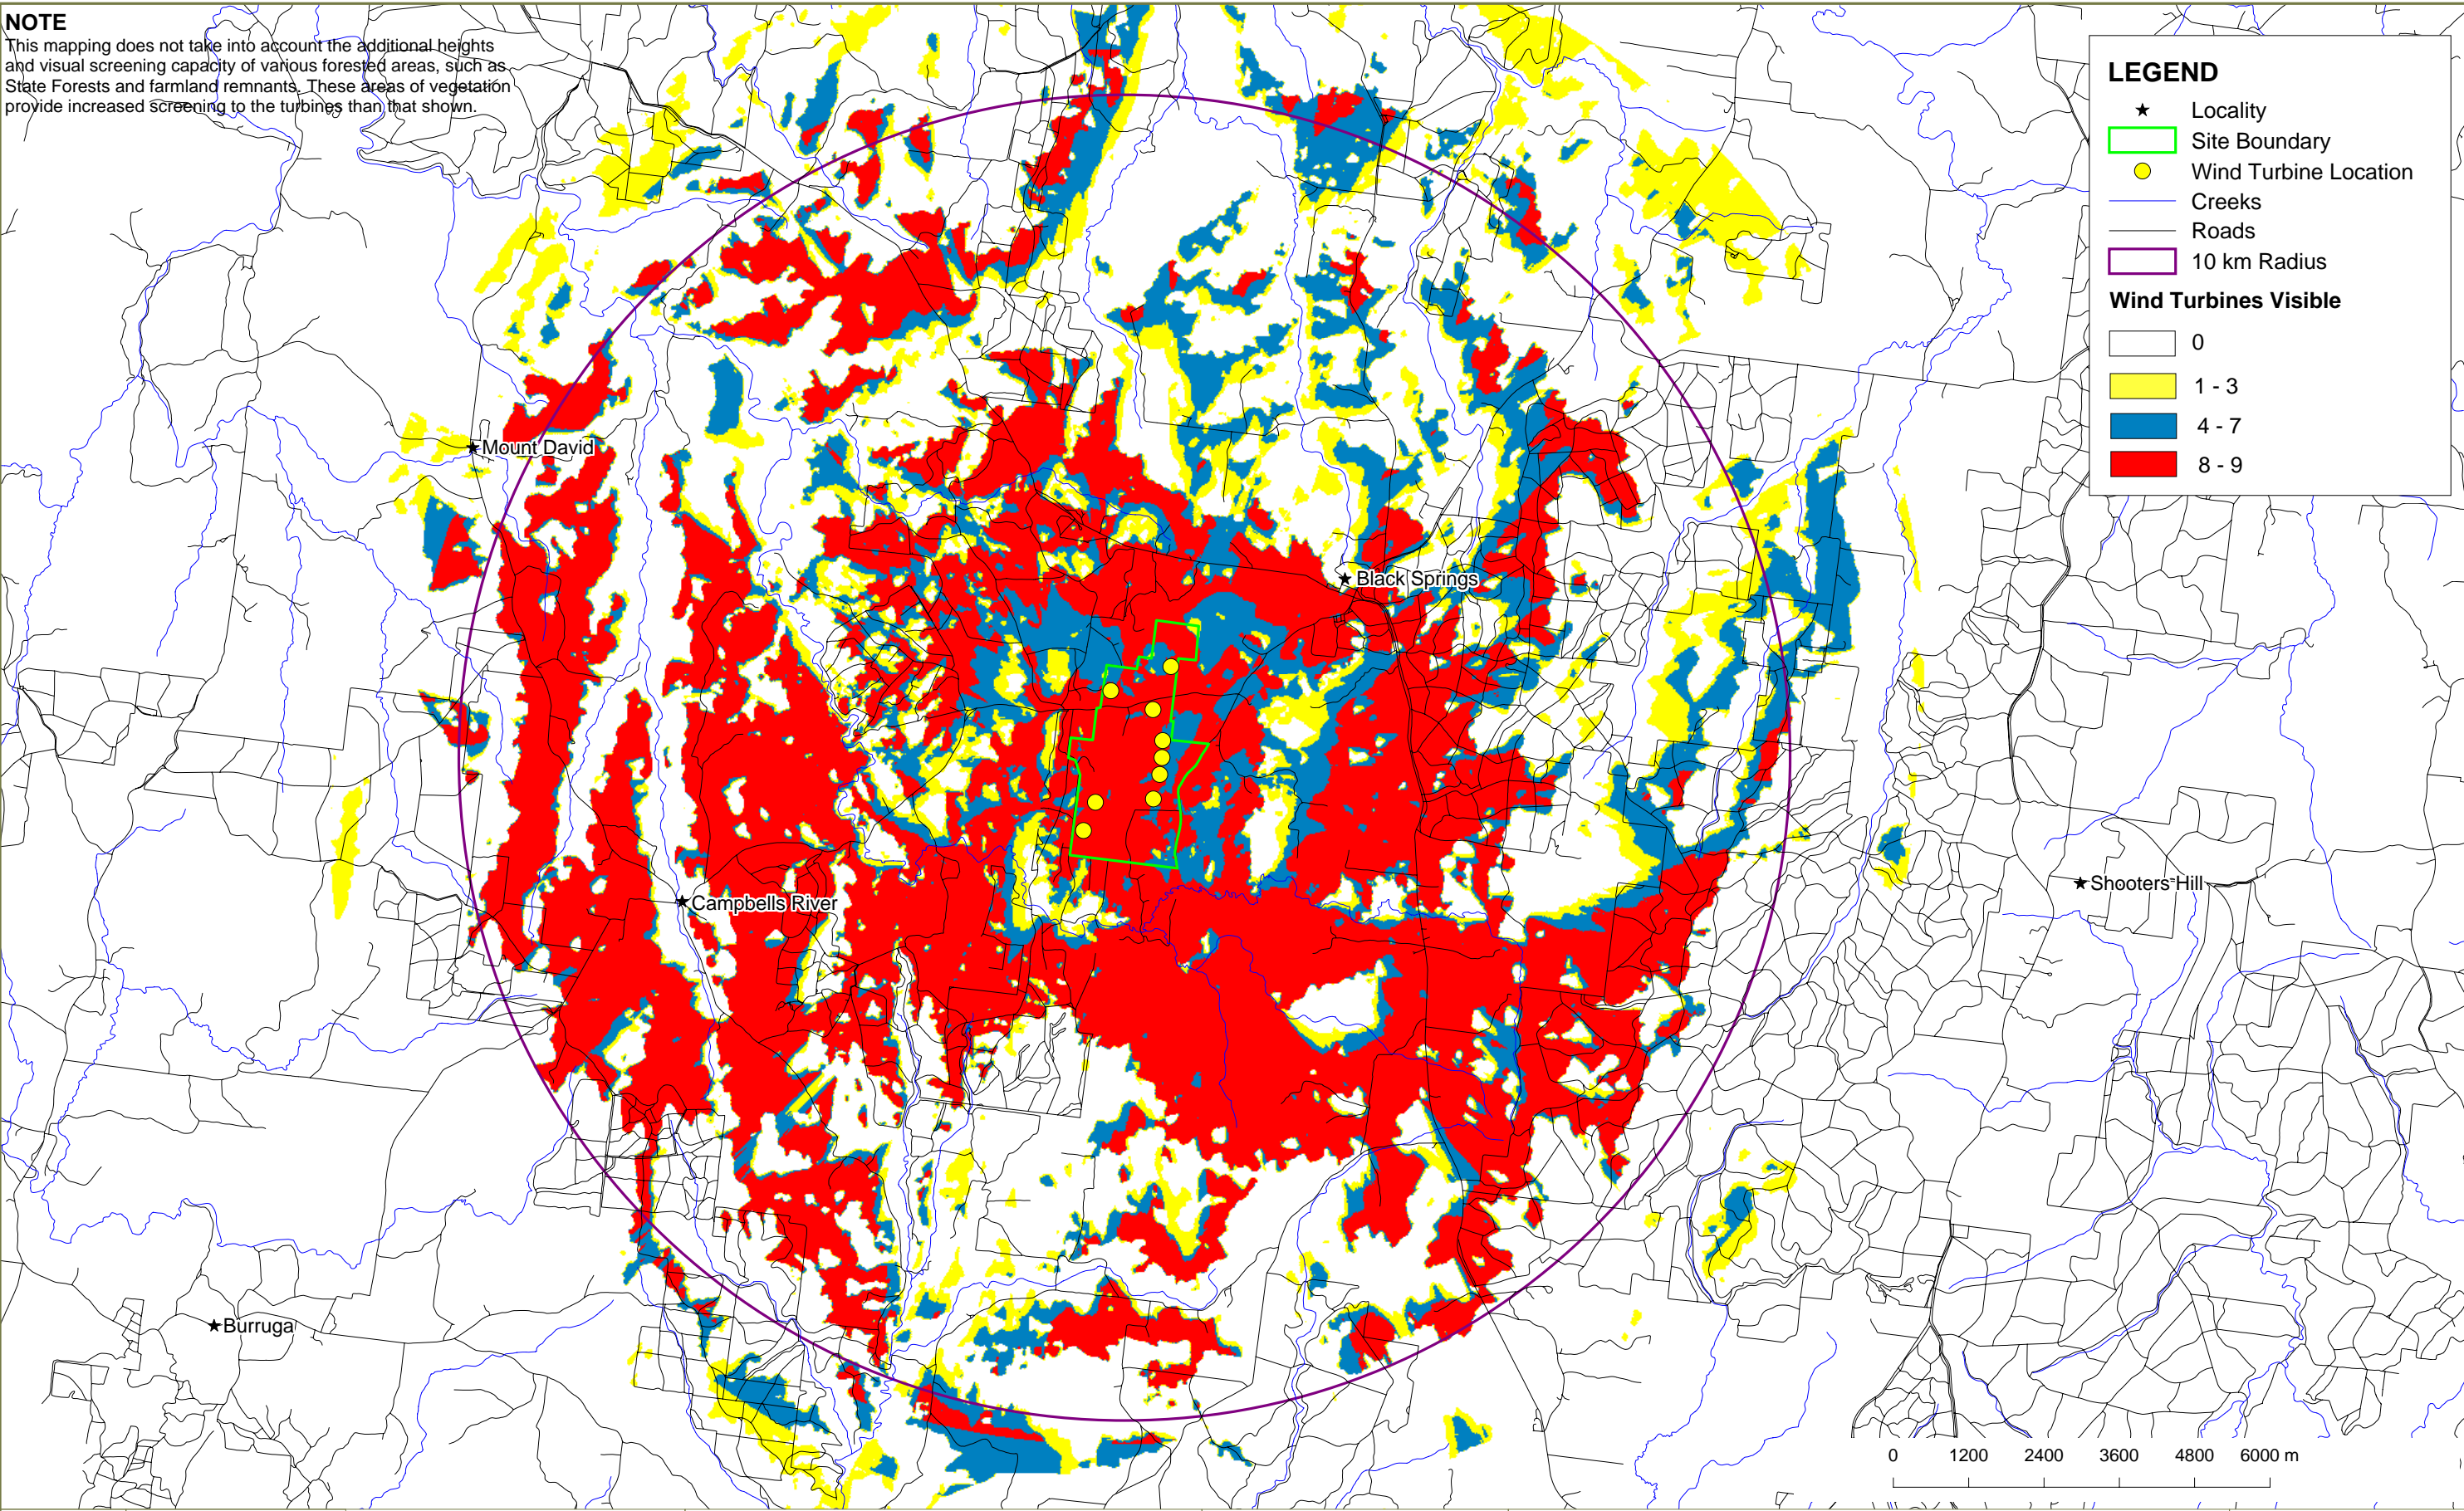 NOTE
This mapping does not take into account the additional heights
and visual screening capacity of various forested areas, such as
State Forests and farmland remnants. These areas of vegetation
provide increased screening to the turbines than that shown.
LEGEND
Locality
Site Boundary
Wind Turbine Location
Creeks
Roads
10 km Radius
Wind Turbines Visible
0
1 - 3
4 - 7
8 - 9
Mount David
Black Springs
Campbells River
Shooters Hill
Burruga
0 1200 2400 3600 4800 6000 m